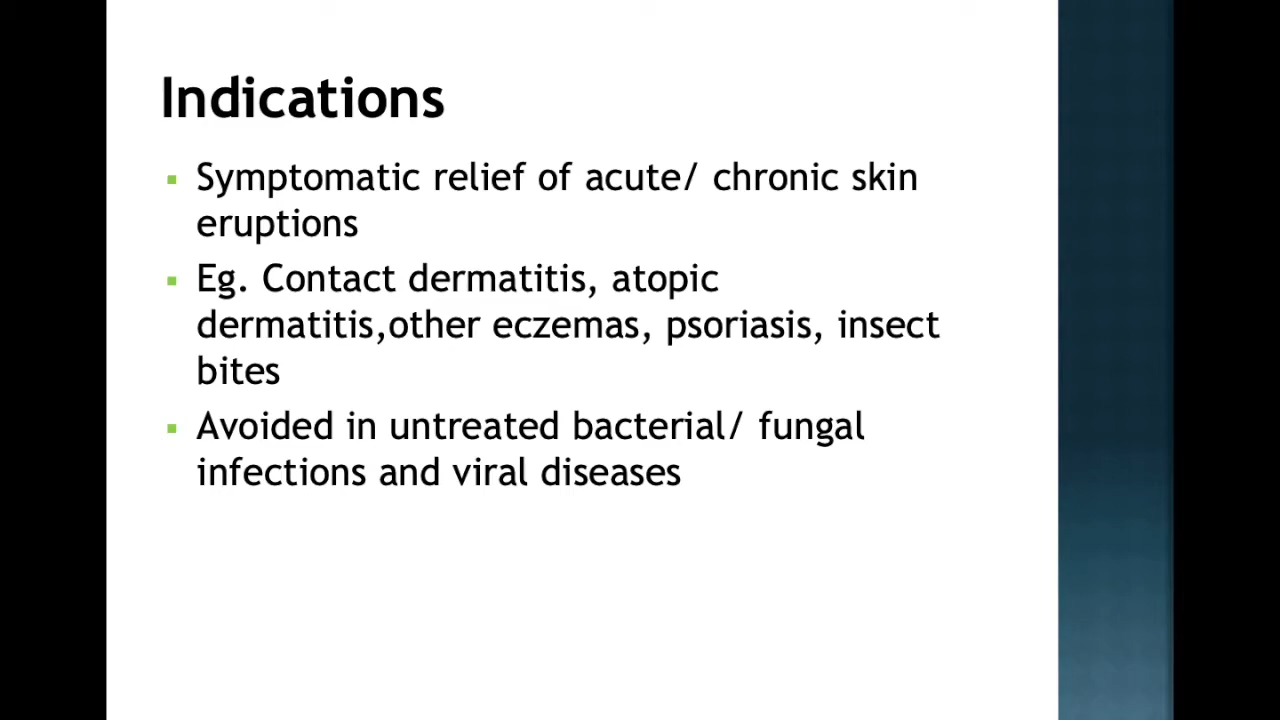 Indications
Symptomatic relief of acute/ chronic skin
eruptions
Eg. Contact dermatitis, atopic
dermatitis,other eczemas, psoriasis, insect
bites
Avoided in untreated bacterial/ fungal
infections and viral diseases